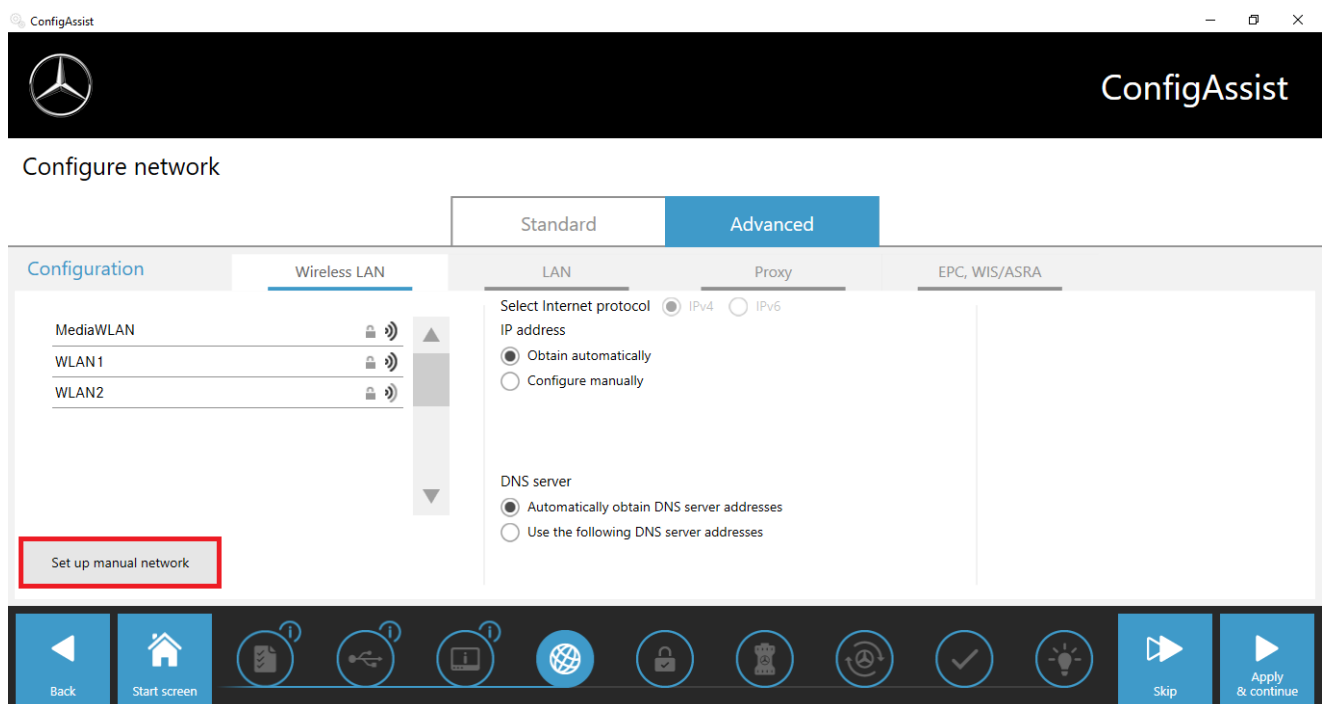 ConfigAssist
ConfigAssist
Configure network
Standard
Advanced
Configuration
Wireless LAN
LAN
Proxy
EPC, WIS/ASRA
MediaWLAN
WLAN1
WLAN2
Set up manual network
Select Internet protocol IPv4 IPv6
IP address
Obtain automatically
Configure manually
DNS server
Automatically obtain DNS server addresses
Use the following DNS server addresses
Back
Start screen
Skip
Apply
& continue